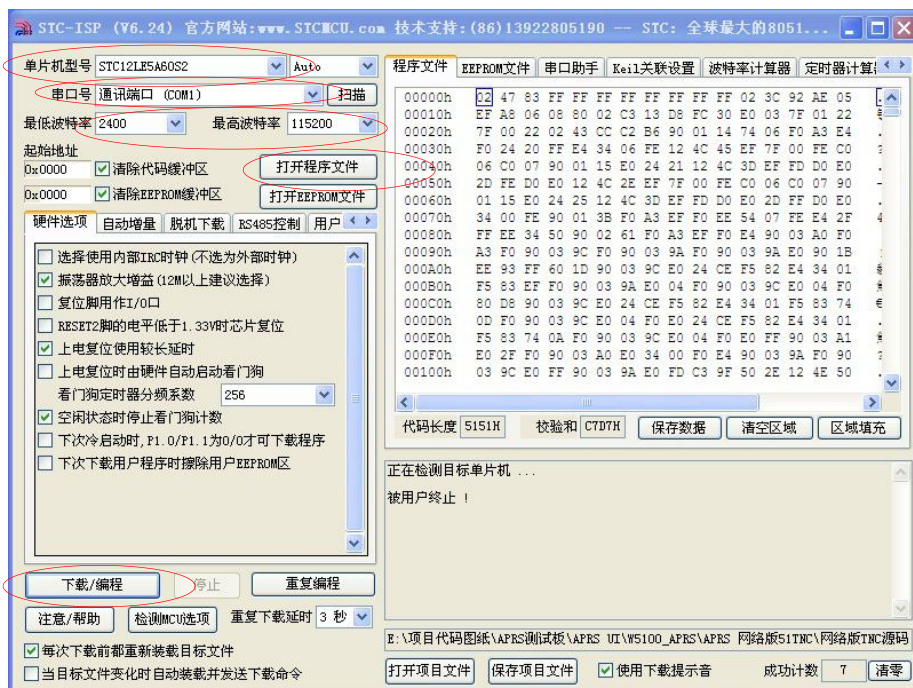 STC-ISP (V6.24) 官方网站:www.STCMCU.com 技术支持:(86)13922805190 -- STC: 全球最大的8051...
单片机型号 STC12LE5A60S2 Auto
串口号 通讯端口 (COM1) 扫描
最低波特率 2400 最高波特率 115200
起始地址
0x0000 清除代码缓冲区 打开程序文件
0x0000 清除EEPROM缓冲区 打开EEPROM文件
硬件选项 自动增量 脱机下载 RS485控制 用户
选择使用内部IRC时钟(不选为外部时钟)
振荡器放大增益(12M以上建议选择)
复位脚用作I/O口
RESET2脚的电平低于1.33V时芯片复位
上电复位使用较长延时
上电复位时由硬件自动启动看门狗
看门狗定时器分频系数 256
空闲状态时停止看门狗计数
下次冷启动时,P1.0/P1.1为0/0才可下载程序
下次下载用户程序时擦除用户EEPROM区
下载/编程 停止 重复编程
注意/帮助 检测MCU选项 重复下载延时 3 秒
每次下载前都重新装载目标文件
当目标文件变化时自动装载并发送下载命令
程序文件 EEPROM文件 串口助手 Keil关联设置 波特率计算器 定时器计算
00000h 02 47 83 FF FF FF FF FF FF FF FF 02 3C 92 AE 05
00010h EF A8 06 08 80 02 C3 13 D8 FC 30 E0 03 7F 01 22
00020h 7F 00 22 02 43 CC C2 B6 90 01 14 74 06 F0 A3 E4
00030h F0 24 20 FF E4 34 06 FE 12 4C 45 EF 7F 00 FE C0
00040h 06 C0 07 90 01 15 E0 24 21 12 4C 3D EF FD D0 E0
00050h 2D FE D0 E0 12 4C 2E EF 7F 00 FE C0 06 C0 07 90
00060h 01 15 E0 24 25 12 4C 3D EF FD D0 E0 2D FF D0 E0
00070h 34 00 FE 90 01 3B F0 A3 EF F0 EE 54 07 FE E4 2F
00080h FF EE 34 50 90 02 61 F0 A3 EF F0 E4 90 03 A0 F0
00090h A3 F0 90 03 9C F0 90 03 9A F0 90 03 9A E0 90 1B
000A0h EE 93 FF 60 1D 90 03 9C E0 24 CE F5 82 E4 34 01
000B0h F5 83 EF F0 90 03 9A E0 04 F0 90 03 9C E0 04 F0
000C0h 80 D8 90 03 9C E0 24 CE F5 82 E4 34 01 F5 83 74
000D0h 0D F0 90 03 9C E0 04 F0 E0 24 CE F5 82 E4 34 01
000E0h F5 83 74 0A F0 90 03 9C E0 04 F0 E0 FF 90 03 A1
000F0h E0 2F F0 90 03 A0 E0 34 00 F0 E4 90 03 9A F0 90
00100h 03 9C E0 FF 90 03 9A E0 FD C3 9F 50 2E 12 4E 50
代码长度 5151H 校验和 C7D7H 保存数据 清空区域 区域填充
正在检测目标单片机 ...
被用户终止 !
E:\项目代码图纸\APRS测试板\APRS UI\W5100_APRS\APRS 网络版51TNC\网络版TNC源码
打开项目文件 保存项目文件 使用下载提示音 成功计数 7 清零